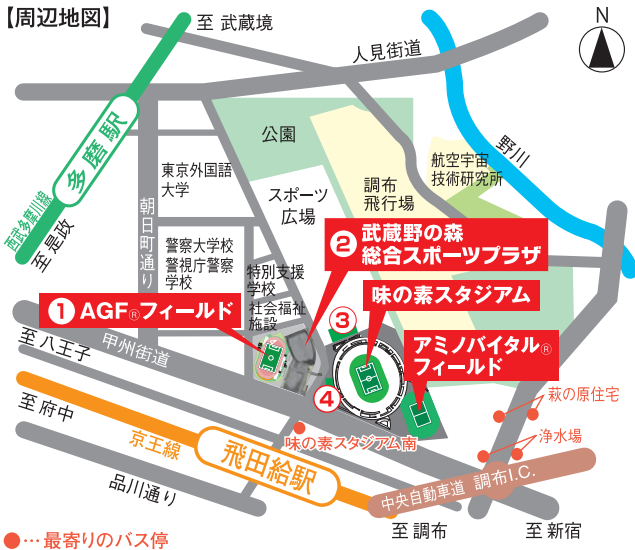 【周辺地図】
至 武蔵境
N
人見街道
多磨駅
公園
野川
航空宇宙
技術研究所
東京外国語
大学
スポーツ
広場
調布
飛行場
西武多摩川線
至 是政
朝日町通り
警察大学校
警視庁警察
学校
特別支援
学校
社会福祉
施設
② 武蔵野の森
総合スポーツプラザ
① AGF®フィールド
味の素スタジアム
③
アミノバイタル®
フィールド
④
至 八王子
甲州街道
萩の原住宅
至 府中
京王線
味の素スタジアム南
浄水場
飛田給駅
品川通り
中央自動車道 調布I.C.
至 調布
至 新宿
●…最寄りのバス停